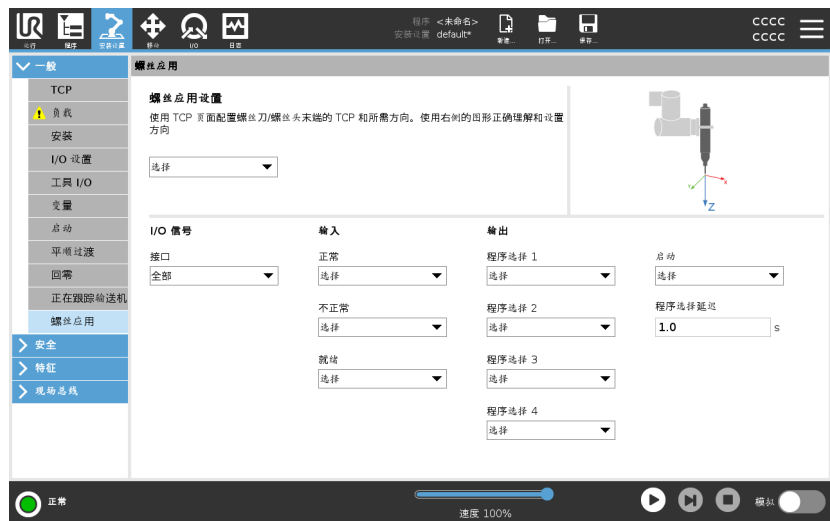 UR
运行
程序
安装设置
移动
I/O
日志
程序 <未命名>
安装设置 default*
新建...
打开...
保存...
CCCC
CCCC
一般
TCP
负载
安装
I/O 设置
工具 I/O
变量
启动
平顺过渡
回零
正在跟踪输送机
螺丝应用
安全
特征
现场总线
螺丝应用
螺丝应用设置
使用 TCP 页面配置螺丝刀/螺丝头末端的 TCP 和所需方向。使用右侧的图形正确理解和设置
方向
选择
Y
X
Z
I/O 信号
输入
输出
接口
正常
程序选择 1
启动
全部
选择
选择
选择
不正常
程序选择 2
程序选择延迟
选择
选择
1.0
s
就绪
程序选择 3
选择
选择
程序选择 4
选择
正常
速度 100%
模拟